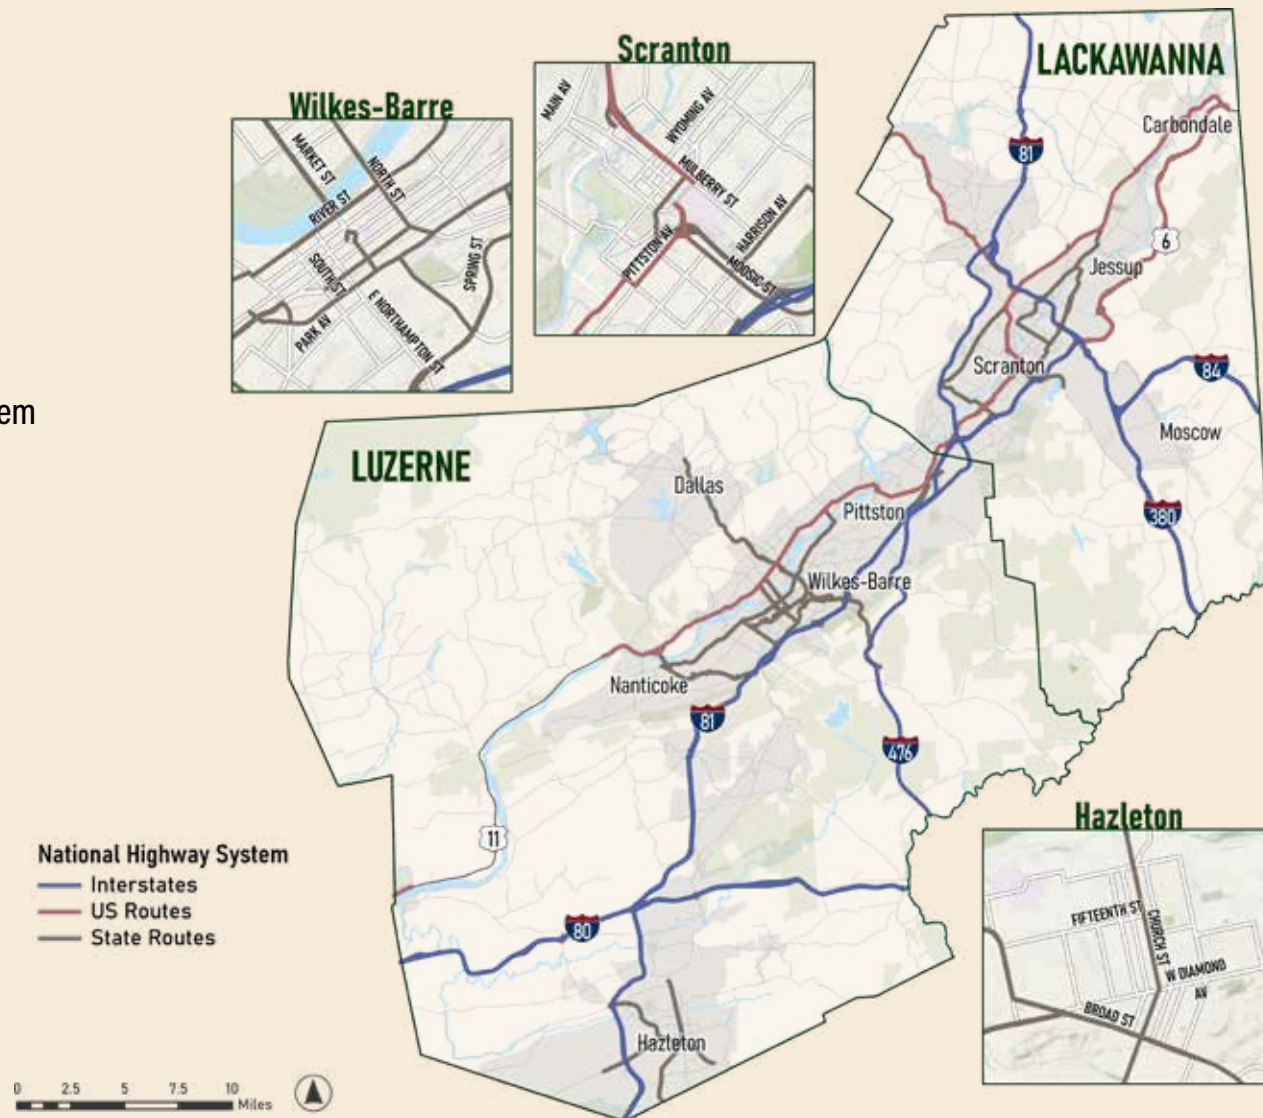 Scranton
MAIN AV
WYOMING AV
MULBERRY ST
HARRISON AV
PITTSTON AV
MOOSIC ST
Wilkes-Barre
MARKET ST
NORTH ST
RIVER ST
SOUTH ST
SPRING ST
E NORTHAMPTON ST
PARK AV
LACKAWANNA
Carbondale
81
6
Jessup
Scranton
84
Moscow
380
em
LUZERNE
Dallas
Pittston
Wilkes-Barre
Nanticoke
81
476
11
80
Hazleton
Hazleton
FIFTEENTH ST
CHURCH ST
W DIAMOND
AV
BROAD ST
National Highway System
Interstates
US Routes
State Routes
0 2.5 5 7.5 10
Miles